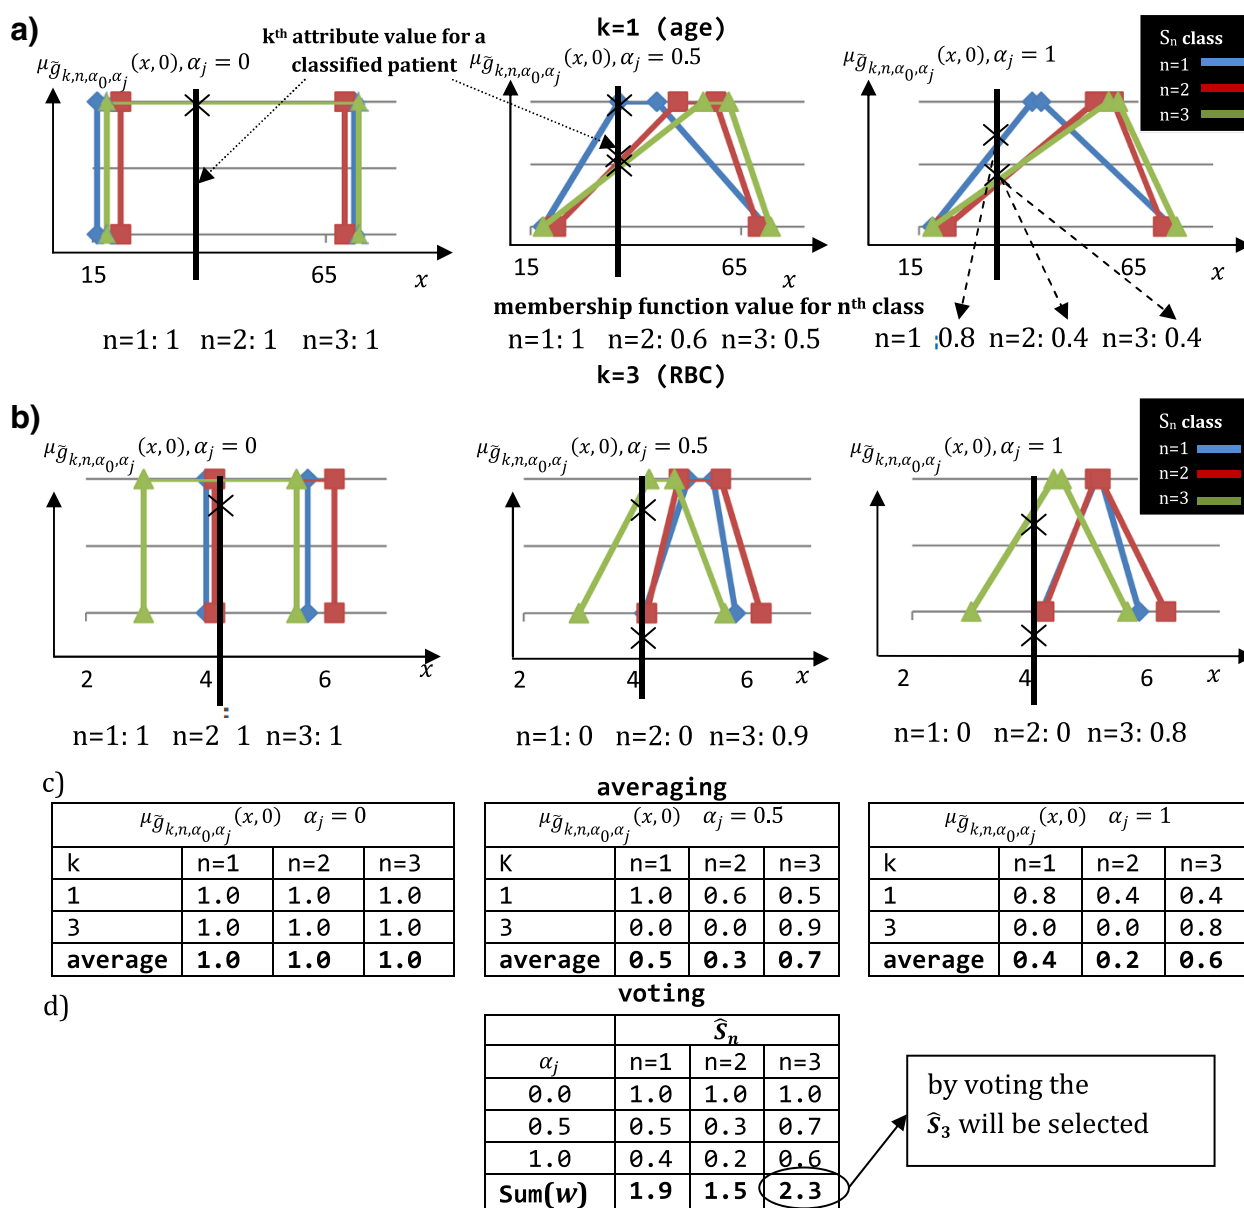 a)
k=1 (age)
kth attribute value for a
classified patient
μg̃k,n,α0,αj(x,0), αj = 0
μg̃k,n,α0,αj(x,0), αj = 0.5
μg̃k,n,α0,αj(x,0), αj = 1
Sn class
n=1
n=2
n=3
15 65 x
15 65 x
15 65 x
membership function value for nth class
n=1: 1 n=2: 1 n=3: 1
n=1: 1 n=2: 0.6 n=3: 0.5
n=1 :0.8 n=2: 0.4 n=3: 0.4
k=3 (RBC)
b)
μg̃k,n,α0,αj(x,0), αj = 0
μg̃k,n,α0,αj(x,0), αj = 0.5
μg̃k,n,α0,αj(x,0), αj = 1
Sn class
n=1
n=2
n=3
2 4 6 x
2 4 6 x
2 4 6 x
n=1: 1 n=2 : 1 n=3: 1
n=1: 0 n=2: 0 n=3: 0.9
n=1: 0 n=2: 0 n=3: 0.8
c)
averaging
μg̃k,n,α0,αj(x,0) αj = 0
k n=1 n=2 n=3
1 1.0 1.0 1.0
3 1.0 1.0 1.0
average 1.0 1.0 1.0
μg̃k,n,α0,αj(x,0) αj = 0.5
K n=1 n=2 n=3
1 1.0 0.6 0.5
3 0.0 0.0 0.9
average 0.5 0.3 0.7
μg̃k,n,α0,αj(x,0) αj = 1
k n=1 n=2 n=3
1 0.8 0.4 0.4
3 0.0 0.0 0.8
average 0.4 0.2 0.6
d)
voting
Ŝn
αj n=1 n=2 n=3
0.0 1.0 1.0 1.0
0.5 0.5 0.3 0.7
1.0 0.4 0.2 0.6
Sum(w) 1.9 1.5 2.3
by voting the
Ŝ3 will be selected